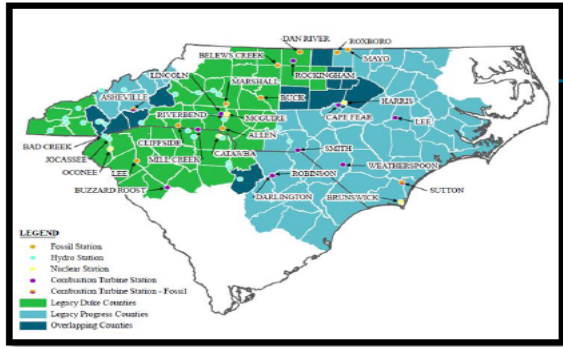 DAN RIVER
ROXBORO
BELEWS CREEK
MAYO
LINCOLN
MARSHALL
ROCKINGHAM
ASHEVILLE
BUCK
HARRIS
RIVERBEND
MCGUIRE
CAPE FEAR
LEE
ALLEN
BAD CREEK
CLIFFSIDE
CATAWBA
SMITH
JOCASSEE
MILL CREEK
WEATHERSPOON
OCONEE
LEE
ROBINSON
SUTTON
BUZZARD ROOST
DARLINGTON
BRUNSWICK
LEGEND
Fossil Station
Hydro Station
Nuclear Station
Combustion Turbine Station
Combustion Turbine Station - Fossil
Legacy Duke Counties
Legacy Progress Counties
Overlapping Counties